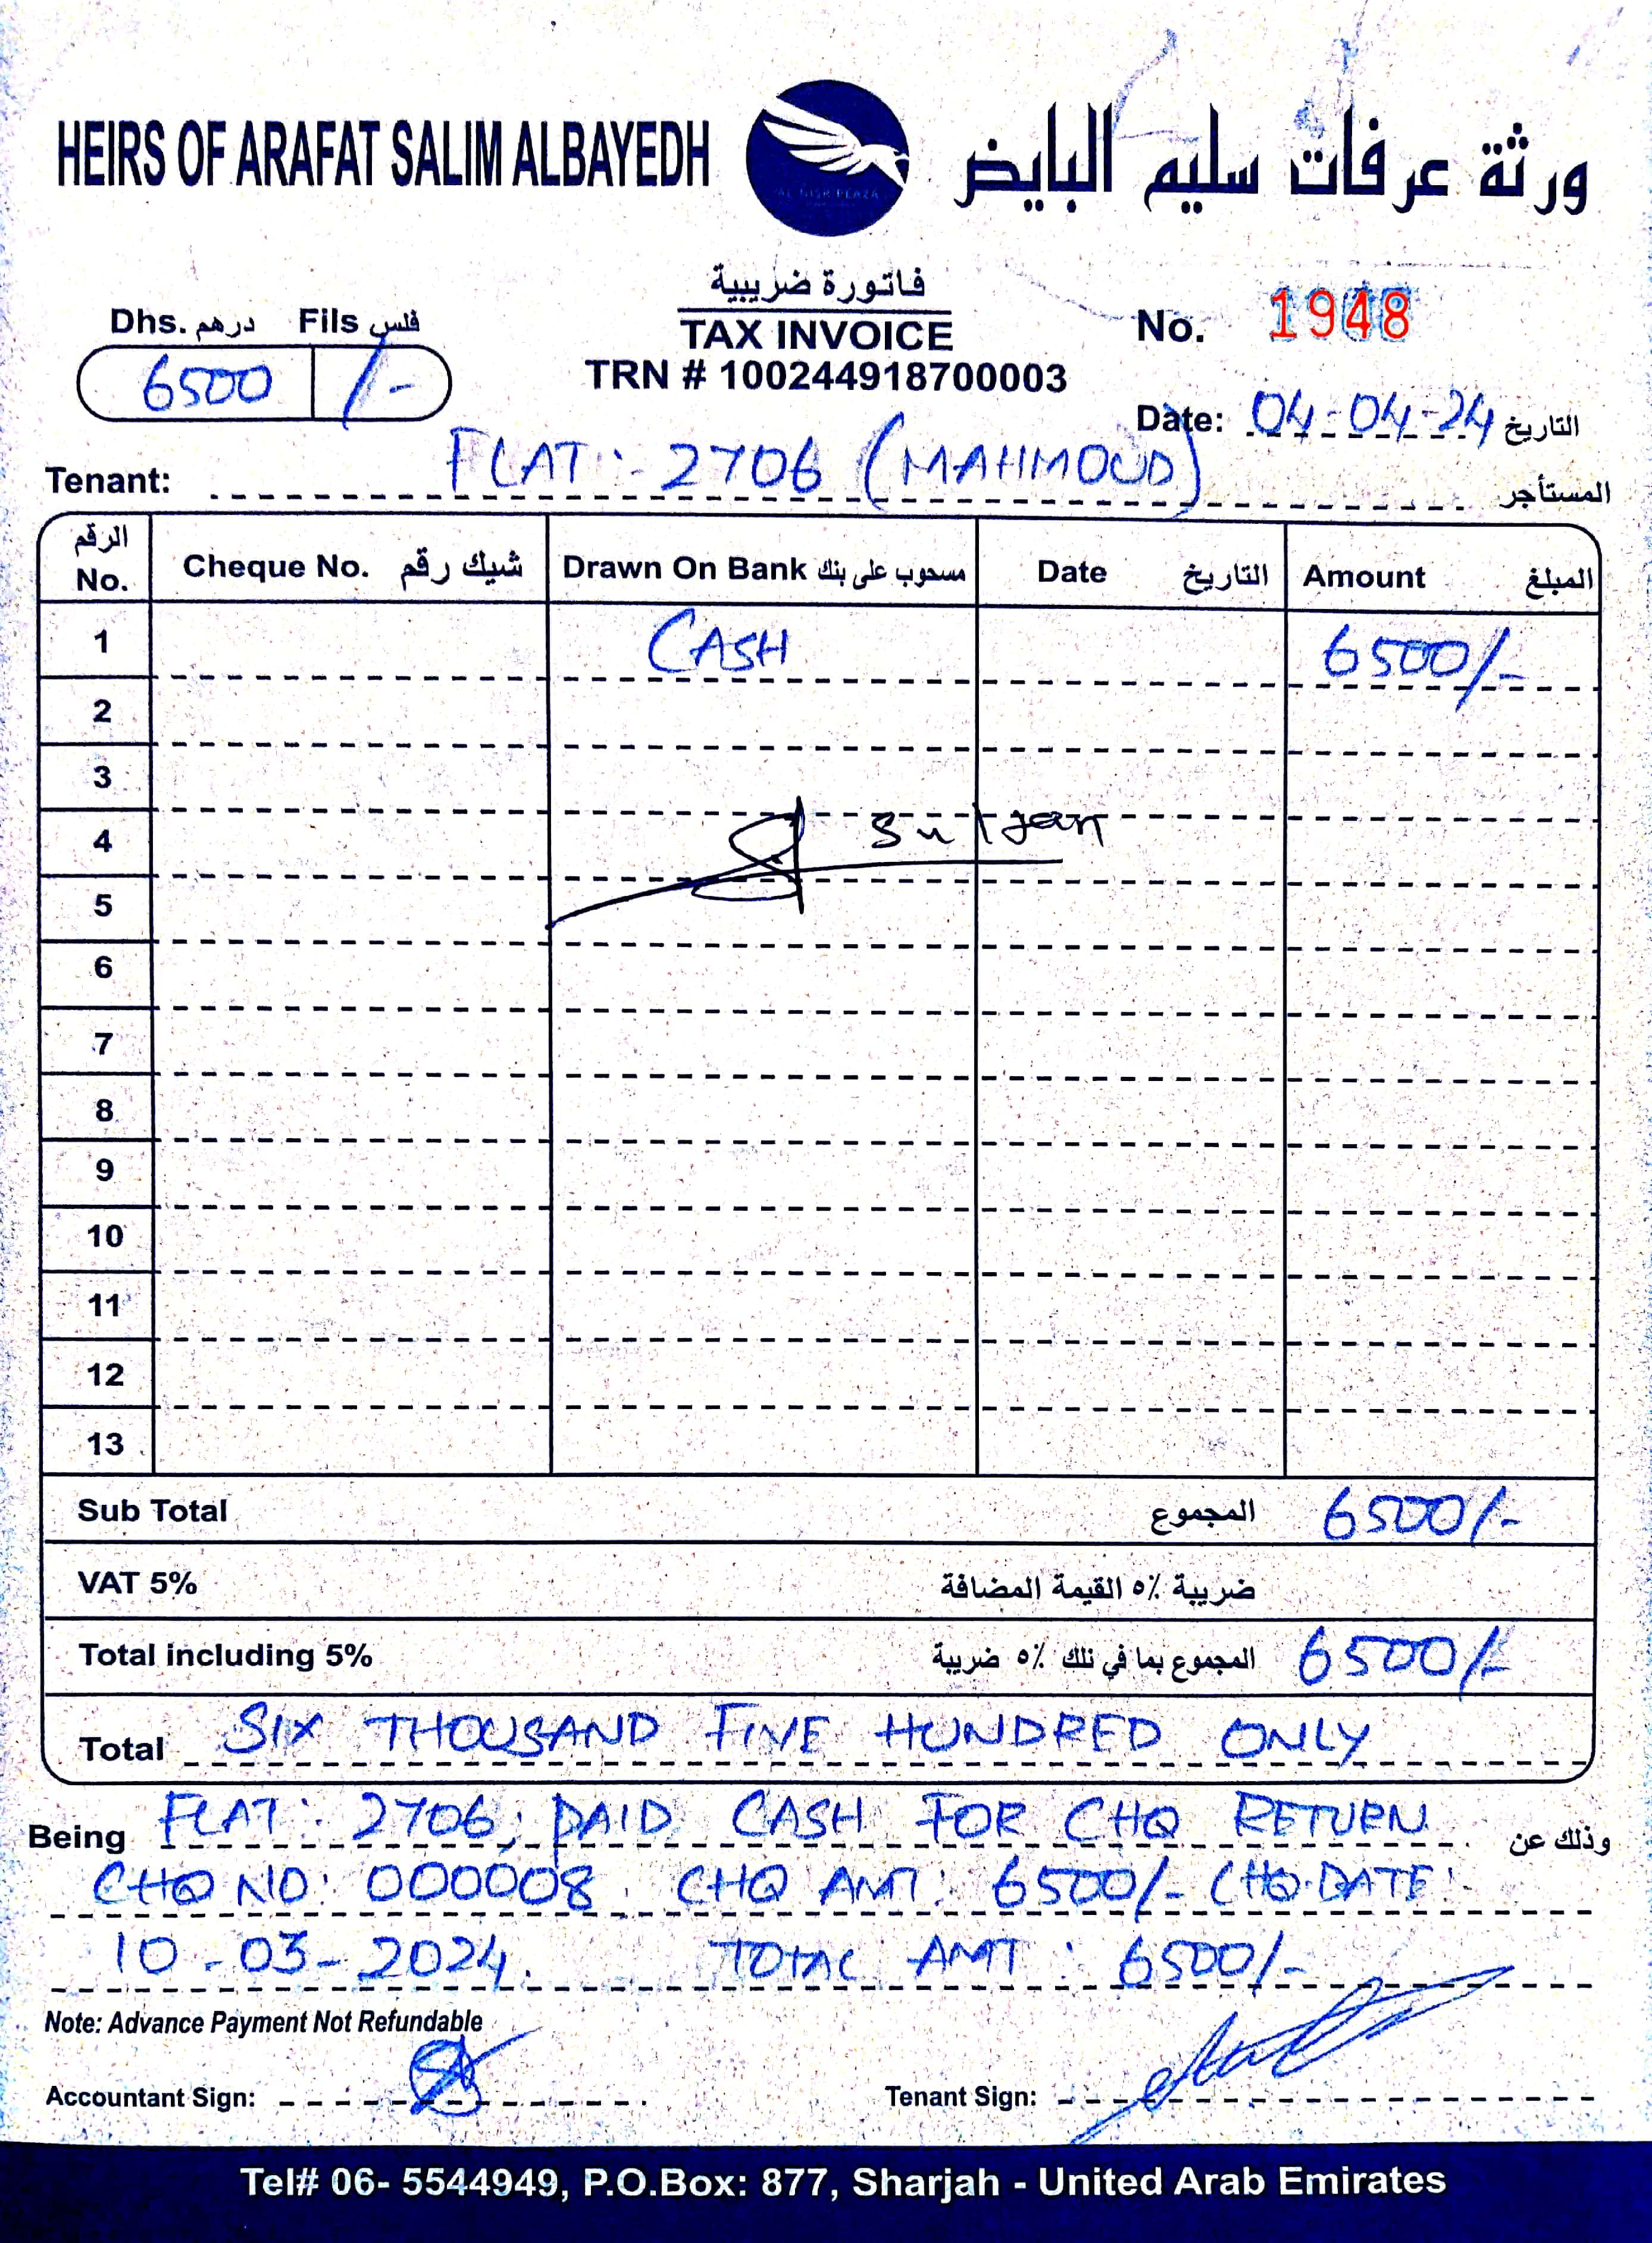 HEIRS OF ARAFAT SALIM ALBAYEDH
ورثة عرفات سليم البايض
AL NISR PLAZA
فاتورة ضريبية
TAX INVOICE
TRN # 100244918700003
Dhs. درهم Fils فلس
6500 /-
No. 1948
Date: 04-04-24 التاريخ
Tenant: FLAT :- 2706 (MAHMOUD) المستأجر
الرقم No. Cheque No. شيك رقم Drawn On Bank مسحوب على بنك Date التاريخ Amount المبلغ
1 CASH 6500/-
2
3
4 Sultan
5
6
7
8
9
10
11
12
13
Sub Total المجموع 6500/-
VAT 5% ضريبة ٥٪ القيمة المضافة
Total including 5% المجموع بما في تلك ٥٪ ضريبة 6500/-
Total SIX THOUSAND FIVE HUNDRED ONLY
Being FLAT: 2706, PAID CASH FOR CHQ RETURN وذلك عن
CHQ NO: 000008 CHQ AMT: 6500/- CHQ.DATE:-
10-03-2024. TOTAL AMT : 6500/-
Note: Advance Payment Not Refundable
Accountant Sign:
Tenant Sign:
Tel# 06- 5544949, P.O.Box: 877, Sharjah - United Arab Emirates